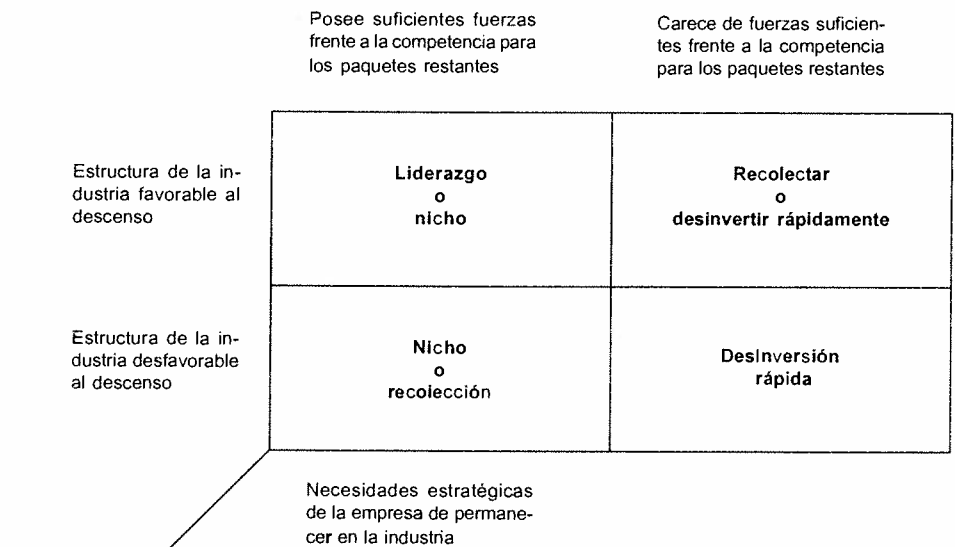 Posee suficientes fuerzas
frente a la competencia para
los paquetes restantes
Carece de fuerzas suficien-
tes frente a la competencia
para los paquetes restantes
Estructura de la in-
dustria favorable al
descenso
Liderazgo
o
nicho
Recolectar
o
desinvertir rápidamente
Estructura de la in-
dustria desfavorable
al descenso
Nicho
o
recolección
Desinversión
rápida
Necesidades estratégicas
de la empresa de permane-
cer en la industria